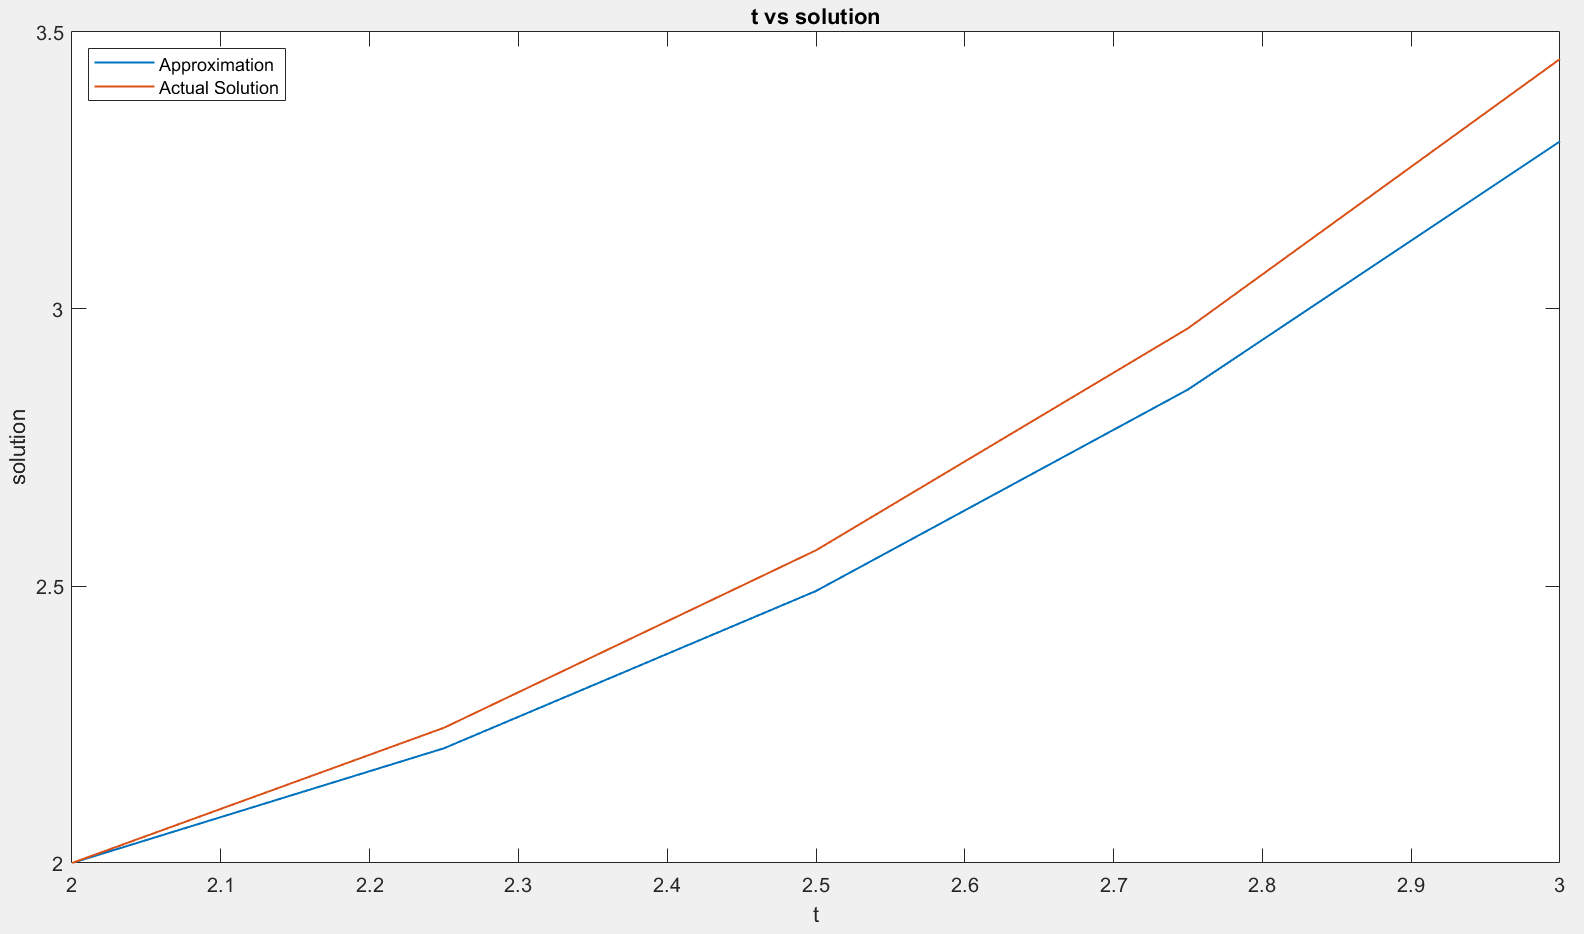 t vs solution
3.5
Approximation
Actual Solution
3
solution
2.5
2
2 2.1 2.2 2.3 2.4 2.5 2.6 2.7 2.8 2.9 3
t